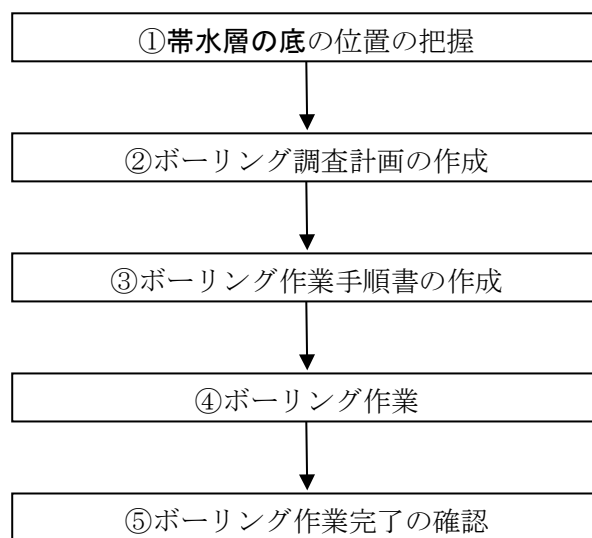 ①帯水層の底の位置の把握
②ボーリング調査計画の作成
③ボーリング作業手順書の作成
④ボーリング作業
⑤ボーリング作業完了の確認